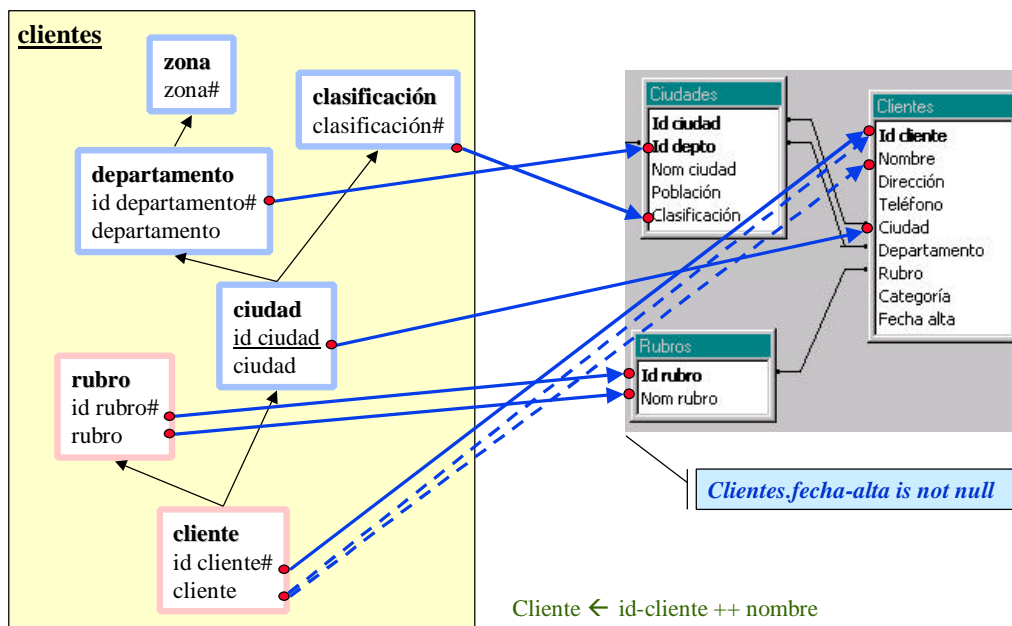 clientes
zona
zona#
clasificación
clasificación#
departamento
id departamento#
departamento
ciudad
id ciudad
ciudad
rubro
id rubro#
rubro
cliente
id cliente#
cliente
Ciudades
Id ciudad
Id depto
Nom ciudad
Población
Clasificación
Clientes
Id cliente
Nombre
Dirección
Teléfono
Ciudad
Departamento
Rubro
Categoría
Fecha alta
Rubros
Id rubro
Nom rubro
Clientes.fecha-alta is not null
Cliente ← id-cliente ++ nombre